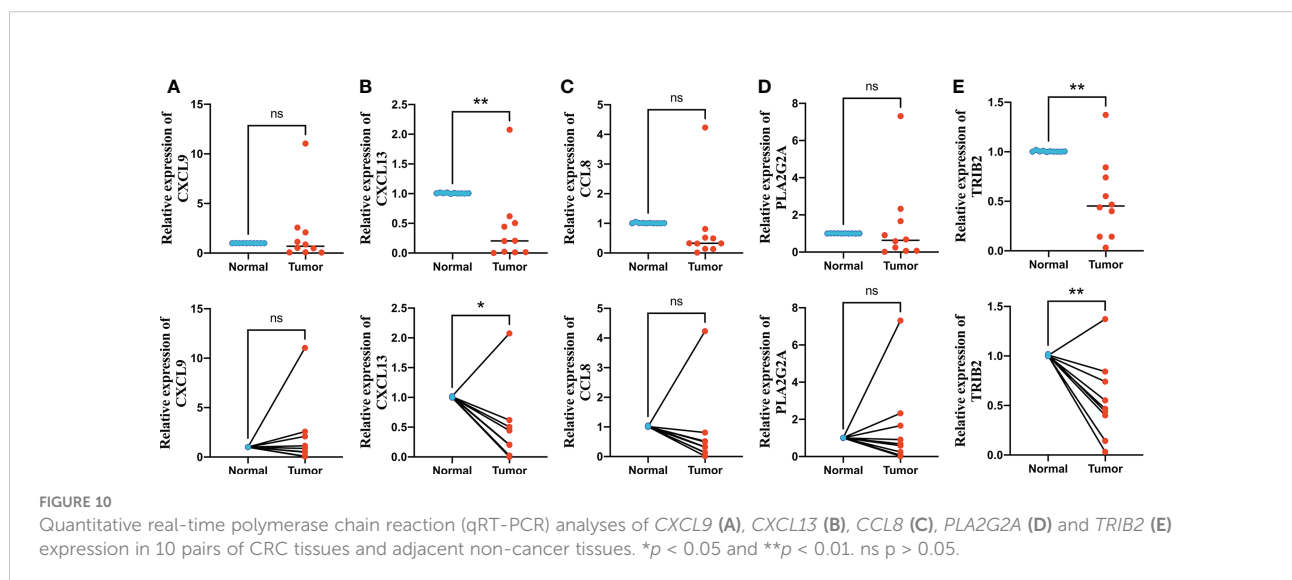 A
B
C
D
E
Relative expression of
CXCL9
15
10
5
0
ns
Normal
Tumor
Relative expression of
CXCL13
2.5
2.0
1.5
1.0
0.5
0.0
**
Normal
Tumor
Relative expression of
CCL8
5
4
3
2
1
0
ns
Normal
Tumor
Relative expression of
PLA2G2A
8
6
4
2
0
ns
Normal
Tumor
Relative expression of
TRIB2
1.5
1.0
0.5
0.0
**
Normal
Tumor
Relative expression of
CXCL9
15
10
5
0
ns
Normal
Tumor
Relative expression of
CXCL13
2.5
2.0
1.5
1.0
0.5
0.0
*
Normal
Tumor
Relative expression of
CCL8
5
4
3
2
1
0
ns
Normal
Tumor
Relative expression of
PLA2G2A
8
6
4
2
0
ns
Normal
Tumor
Relative expression of
TRIB2
1.5
1.0
0.5
0.0
**
Normal
Tumor
FIGURE 10
Quantitative real-time polymerase chain reaction (qRT-PCR) analyses of CXCL9 (A), CXCL13 (B), CCL8 (C), PLA2G2A (D) and TRIB2 (E)
expression in 10 pairs of CRC tissues and adjacent non-cancer tissues. *p < 0.05 and **p < 0.01. ns p > 0.05.